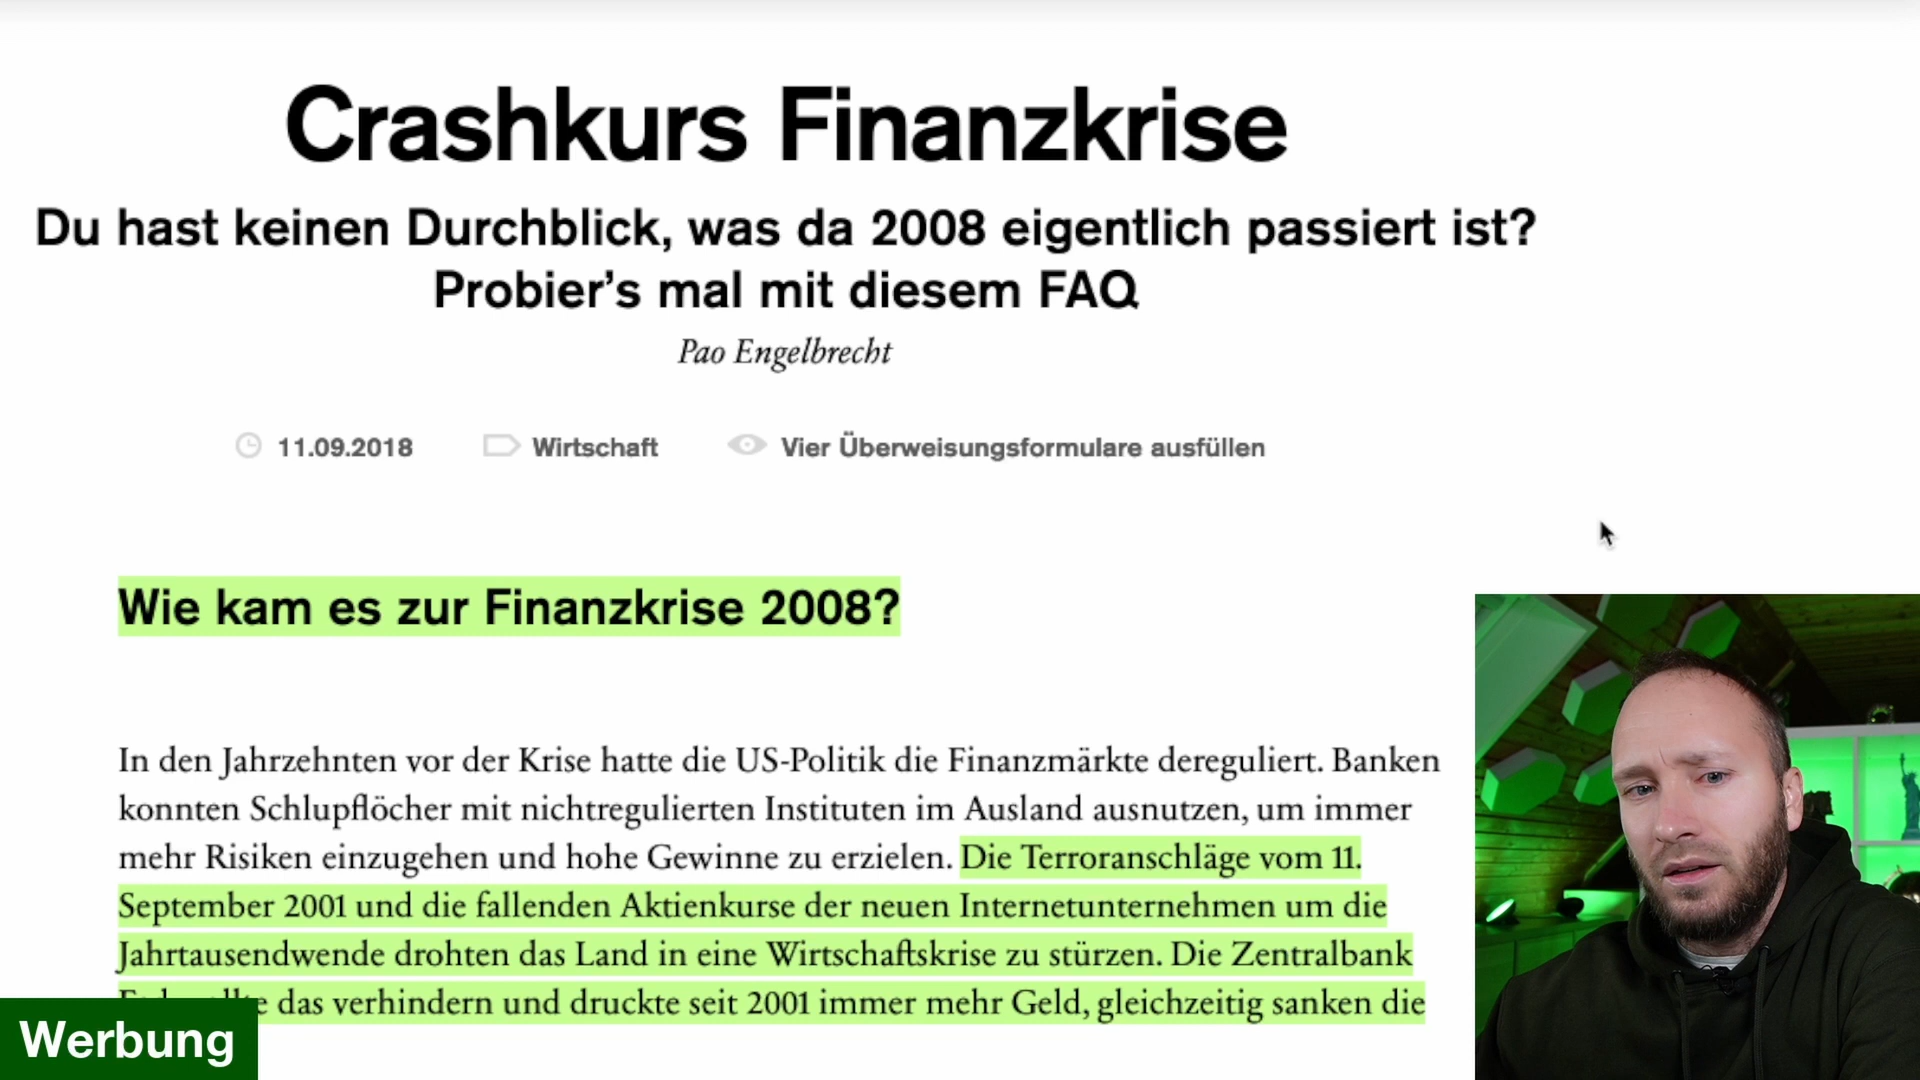 Crashkurs Finanzkrise
Du hast keinen Durchblick, was da 2008 eigentlich passiert ist?
Probier’s mal mit diesem FAQ
Pao Engelbrecht
11.09.2018 Wirtschaft Vier Überweisungsformulare ausfüllen
Wie kam es zur Finanzkrise 2008?
In den Jahrzehnten vor der Krise hatte die US-Politik die Finanzmärkte dereguliert. Banken
konnten Schlupflöcher mit nichtregulierten Instituten im Ausland ausnutzen, um immer
mehr Risiken einzugehen und hohe Gewinne zu erzielen. Die Terroranschläge vom 11.
September 2001 und die fallenden Aktienkurse der neuen Internetunternehmen um die
Jahrtausendwende drohten das Land in eine Wirtschaftskrise zu stürzen. Die Zentralbank
das verhindern und druckte seit 2001 immer mehr Geld, gleichzeitig sanken die
Werbung